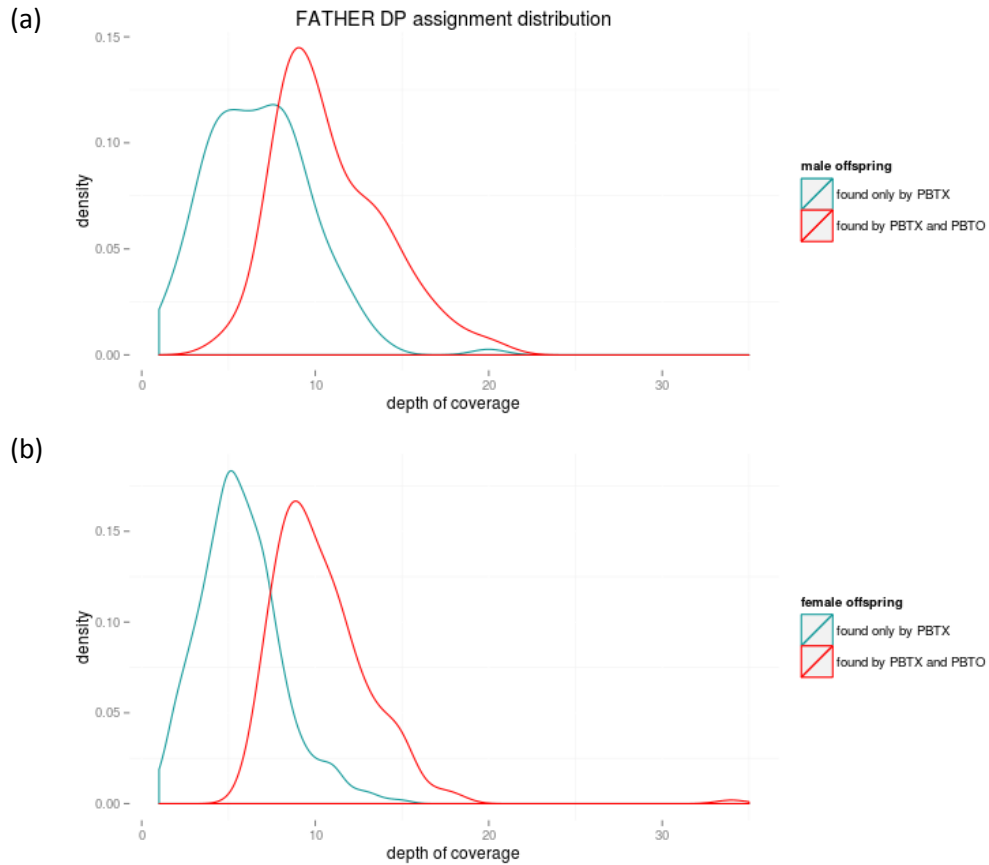 (a)
FATHER DP assignment distribution
0.15
0.10
0.05
0.00
density
0 10 20 30
depth of coverage
male offspring
found only by PBTX
found by PBTX and PBTO
(b)
0.15
0.10
0.05
0.00
density
0 10 20 30
depth of coverage
female offspring
found only by PBTX
found by PBTX and PBTO